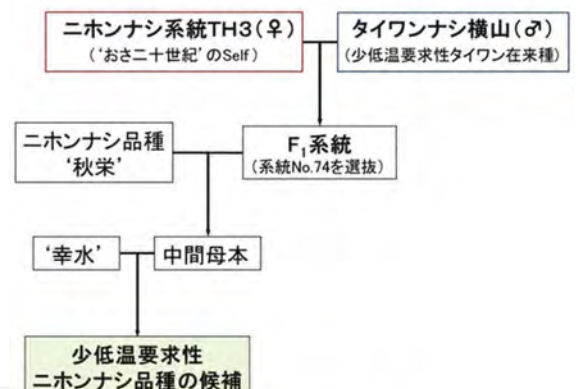 ニホンナシ系統TH3(♀)
(‘おさ二十世紀’のSelf)
タイワンナシ横山(♂)
(少低温要求性タイワン在来種)
ニホンナシ品種
‘秋栄’
F₁系統
(系統No.74を選抜)
‘幸水’
中間母本
少低温要求性
ニホンナシ品種の候補